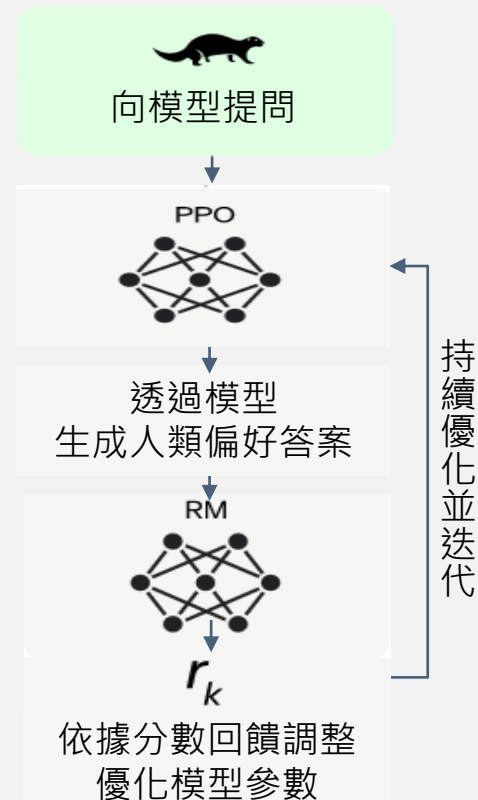 向模型提問
PPO
透過模型
生成人類偏好答案
RM
r_k
依據分數回饋調整
優化模型參數
持續優化並迭代